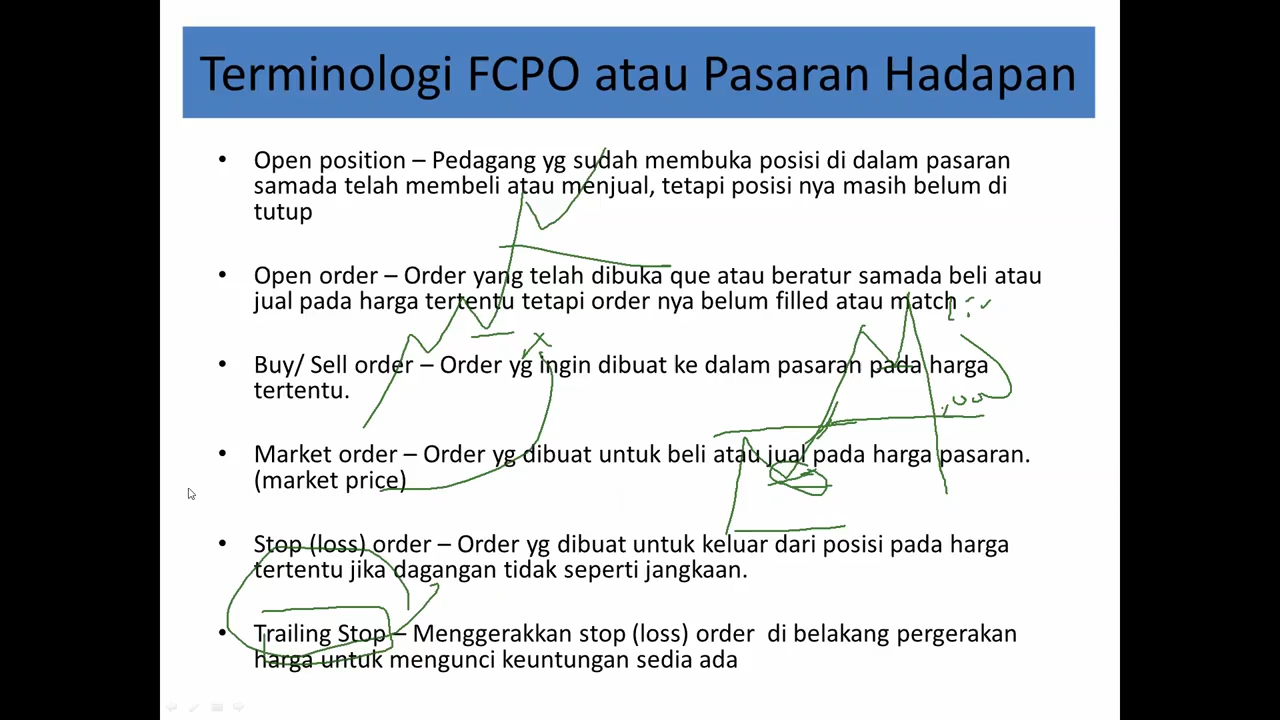 Terminologi FCPO atau Pasaran Hadapan
• Open position – Pedagang yg sudah membuka posisi di dalam pasaran
samada telah membeli atau menjual, tetapi posisi nya masih belum di
tutup
• Open order – Order yang telah dibuka que atau beratur samada beli atau
jual pada harga tertentu tetapi order nya belum filled atau match
• Buy/ Sell order – Order yg ingin dibuat ke dalam pasaran pada harga
tertentu.
• Market order – Order yg dibuat untuk beli atau jual pada harga pasaran.
(market price)
• Stop (loss) order – Order yg dibuat untuk keluar dari posisi pada harga
tertentu jika dagangan tidak seperti jangkaan.
• Trailing Stop – Menggerakkan stop (loss) order  di belakang pergerakan
harga untuk mengunci keuntungan sedia ada